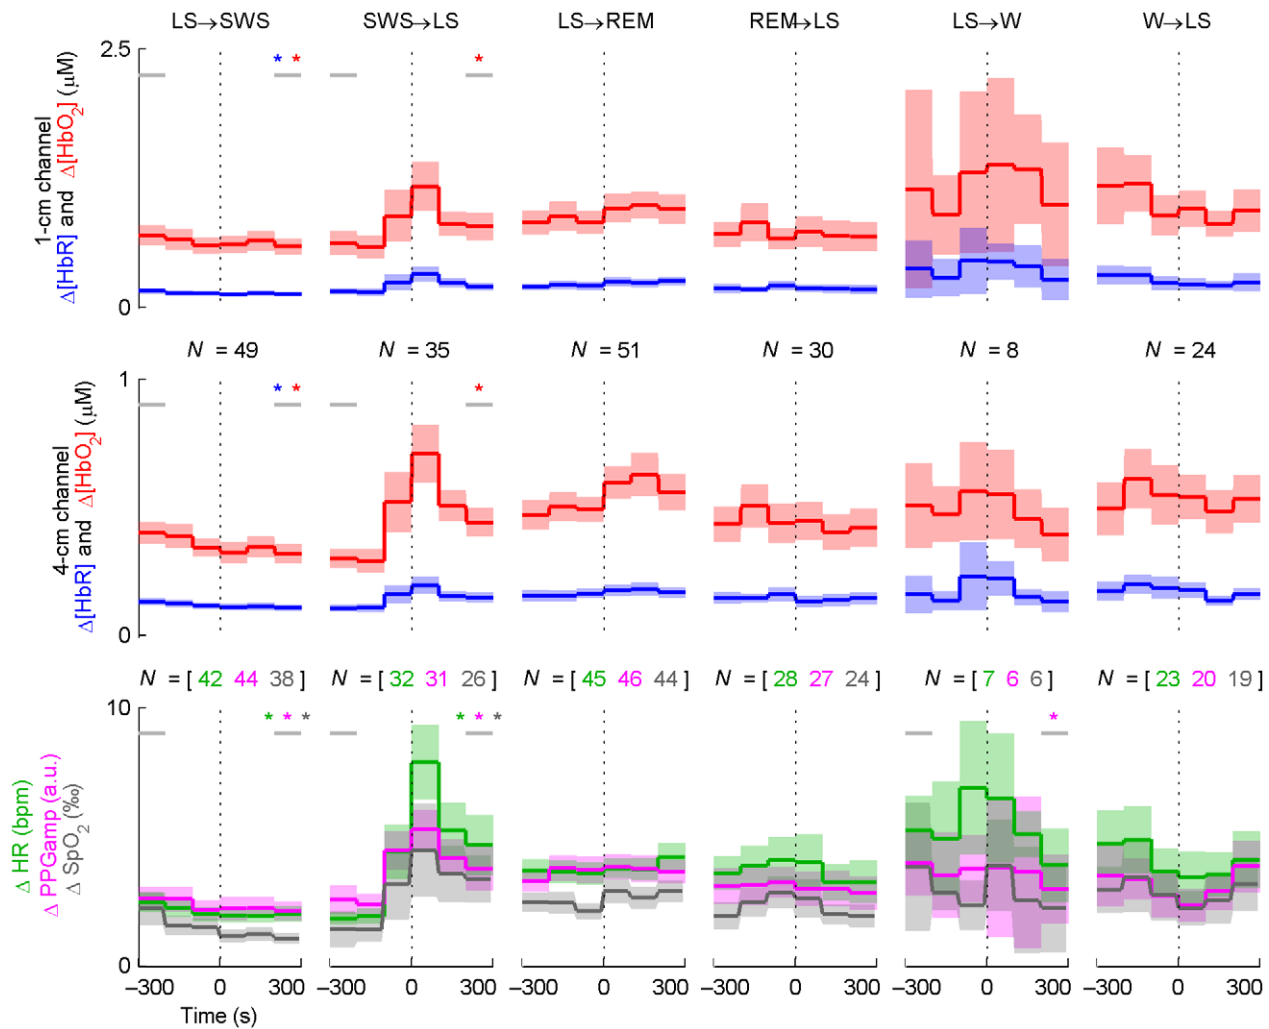 LS→SWS SWS→LS LS→REM REM→LS LS→W W→LS
1-cm channel
Δ[HbR] and Δ[HbO2] (μM)
2.5
* *
*
0
N = 49 N = 35 N = 51 N = 30 N = 8 N = 24
4-cm channel
Δ[HbR] and Δ[HbO2] (μM)
1
* *
*
0
N = [ 42 44 38 ] N = [ 32 31 26 ] N = [ 45 46 44 ] N = [ 28 27 24 ] N = [ 7 6 6 ] N = [ 23 20 19 ]
Δ HR (bpm)
Δ PPGamp (a.u.)
Δ SpO2 (‰)
10
* * *
* * *
*
0
–300 0 300 –300 0 300 –300 0 300 –300 0 300 –300 0 300 –300 0 300
Time (s)